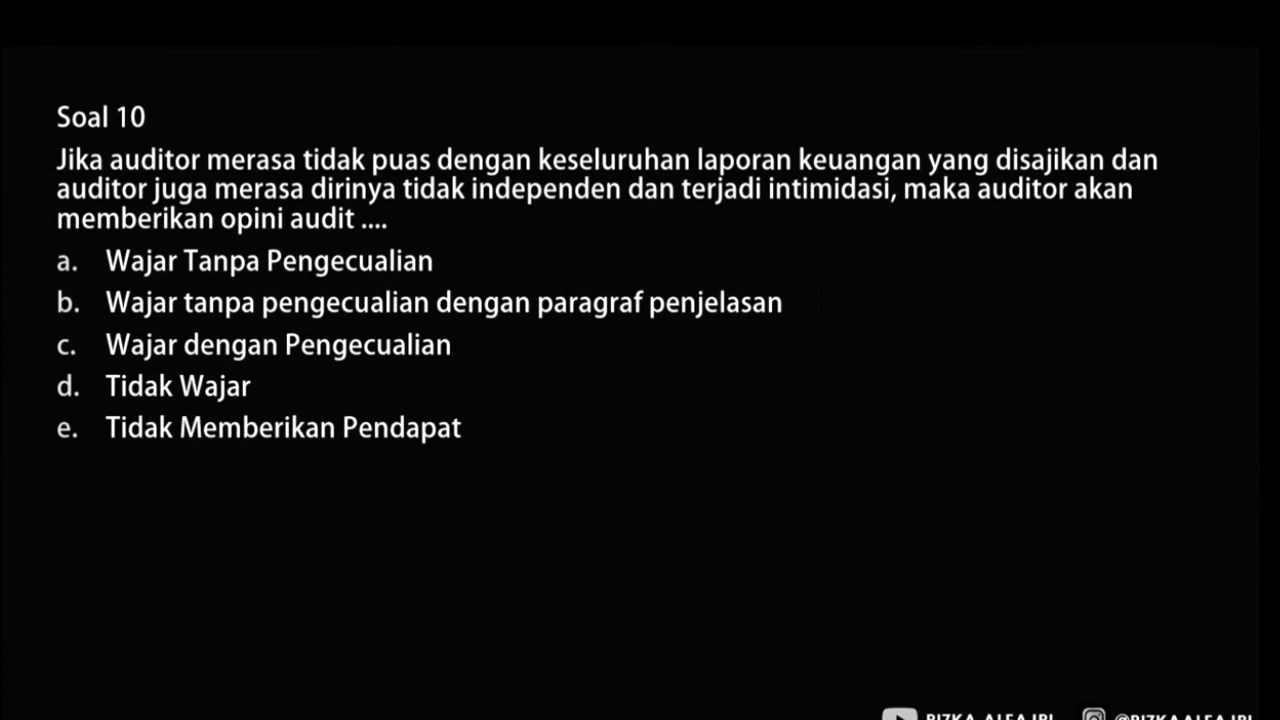 Soal 10
Jika auditor merasa tidak puas dengan keseluruhan laporan keuangan yang disajikan dan
auditor juga merasa dirinya tidak independen dan terjadi intimidasi, maka auditor akan
memberikan opini audit ....
a. Wajar Tanpa Pengecualian
b. Wajar tanpa pengecualian dengan paragraf penjelasan
c. Wajar dengan Pengecualian
d. Tidak Wajar
e. Tidak Memberikan Pendapat